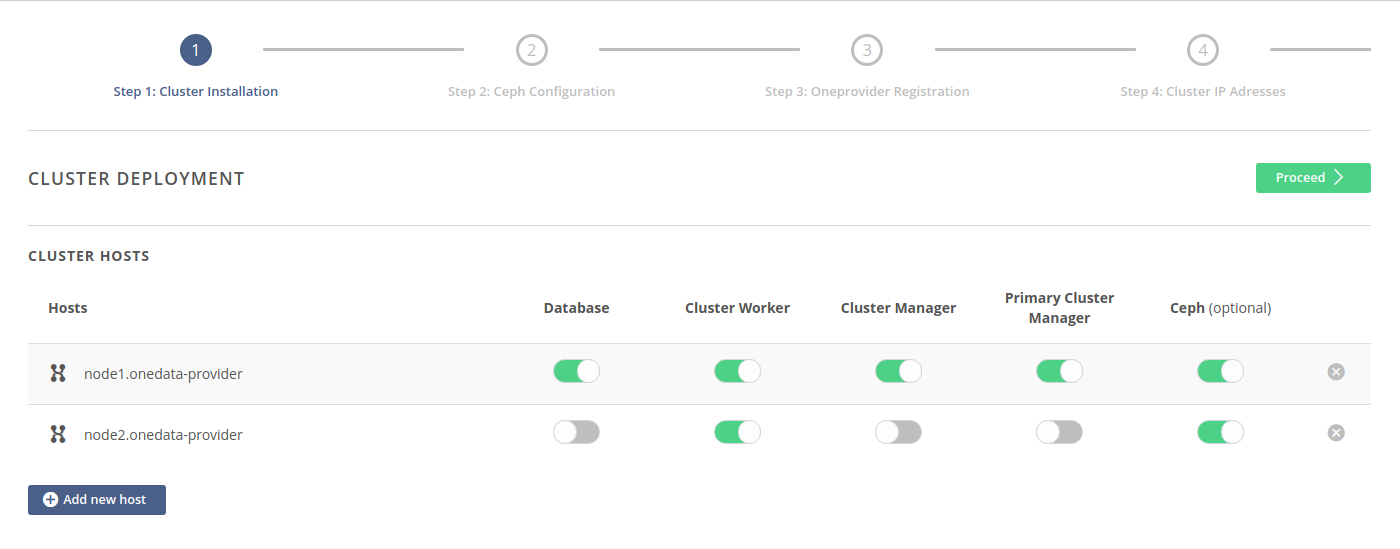 1
2
3
4
Step 1: Cluster Installation
Step 2: Ceph Configuration
Step 3: Oneprovider Registration
Step 4: Cluster IP Adresses
CLUSTER DEPLOYMENT
Proceed
CLUSTER HOSTS
Hosts
Database
Cluster Worker
Cluster Manager
Primary Cluster
Manager
Ceph (optional)
node1.onedata-provider
node2.onedata-provider
Add new host